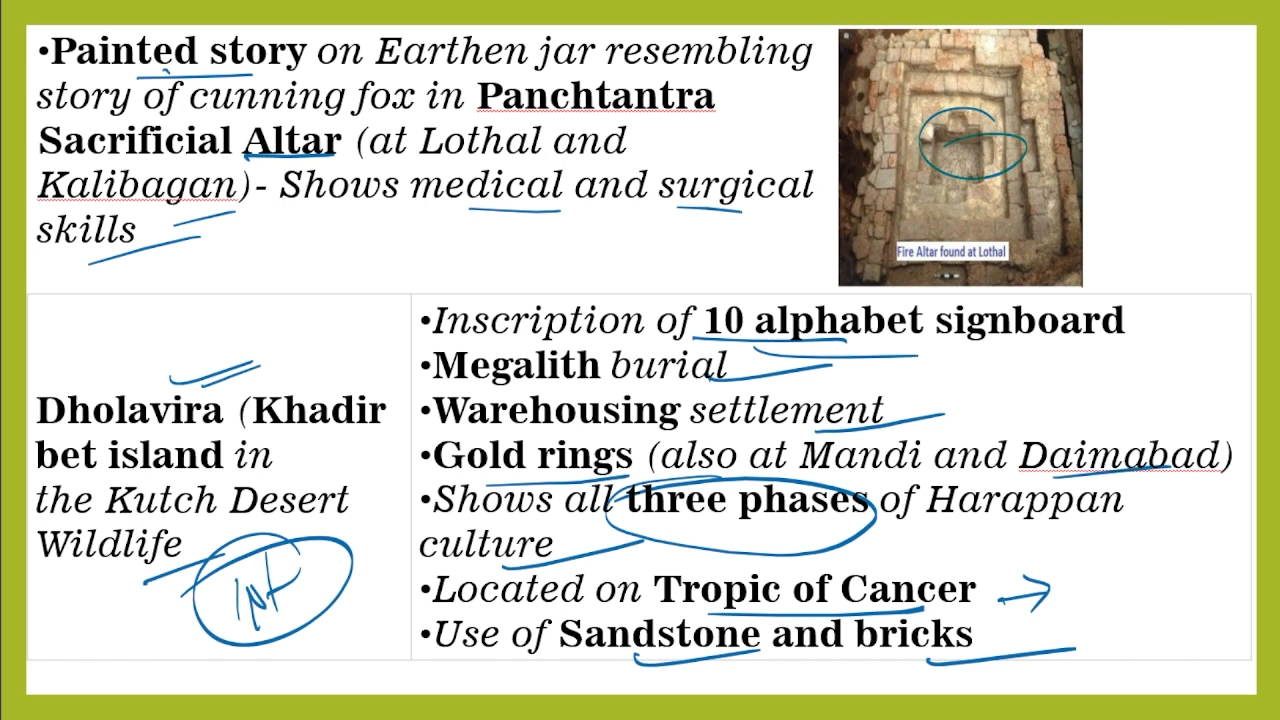 •Painted story on Earthen jar resembling
story of cunning fox in Panchtantra
Sacrificial Altar (at Lothal and
Kalibagan)- Shows medical and surgical
skills
Fire Altar found at Lothal
Dholavira (Khadir
bet island in
the Kutch Desert
Wildlife
INF
•Inscription of 10 alphabet signboard
•Megalith burial
•Warehousing settlement
•Gold rings (also at Mandi and Daimabad)
•Shows all three phases of Harappan
culture
•Located on Tropic of Cancer
•Use of Sandstone and bricks